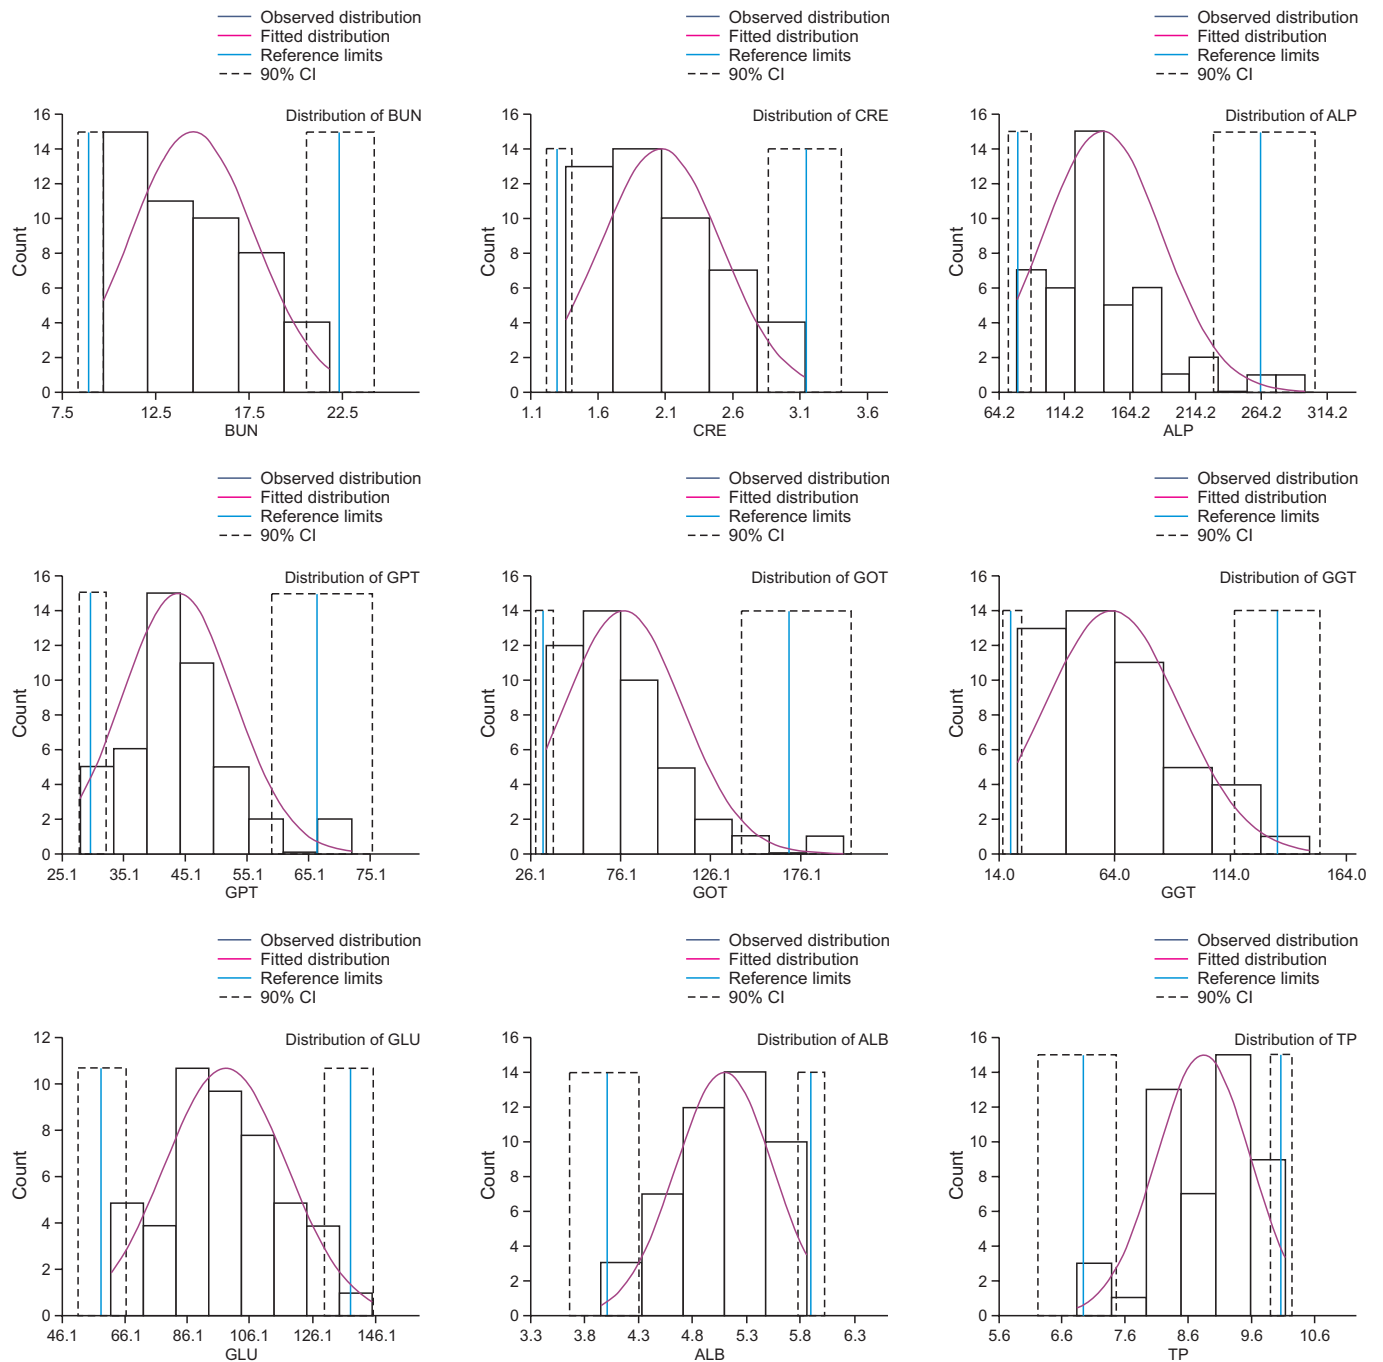 Observed distribution
Fitted distribution
Reference limits
90% CI
Distribution of BUN
16
14
12
10
8
6
4
2
0
Count
7.5 12.5 17.5 22.5
BUN
Observed distribution
Fitted distribution
Reference limits
90% CI
Distribution of CRE
16
14
12
10
8
6
4
2
0
Count
1.1 1.6 2.1 2.6 3.1 3.6
CRE
Observed distribution
Fitted distribution
Reference limits
90% CI
Distribution of ALP
16
14
12
10
8
6
4
2
0
Count
64.2 114.2 164.2 214.2 264.2 314.2
ALP
Observed distribution
Fitted distribution
Reference limits
90% CI
Distribution of GPT
16
14
12
10
8
6
4
2
0
Count
25.1 35.1 45.1 55.1 65.1 75.1
GPT
Observed distribution
Fitted distribution
Reference limits
90% CI
Distribution of GOT
16
14
12
10
8
6
4
2
0
Count
26.1 76.1 126.1 176.1
GOT
Observed distribution
Fitted distribution
Reference limits
90% CI
Distribution of GGT
16
14
12
10
8
6
4
2
0
Count
14.0 64.0 114.0 164.0
GGT
Observed distribution
Fitted distribution
Reference limits
90% CI
Distribution of GLU
12
10
8
6
4
2
0
Count
46.1 66.1 86.1 106.1 126.1 146.1
GLU
Observed distribution
Fitted distribution
Reference limits
90% CI
Distribution of ALB
16
14
12
10
8
6
4
2
0
Count
3.3 3.8 4.3 4.8 5.3 5.8 6.3
ALB
Observed distribution
Fitted distribution
Reference limits
90% CI
Distribution of TP
16
14
12
10
8
6
4
2
0
Count
5.6 6.6 7.6 8.6 9.6 10.6
TP